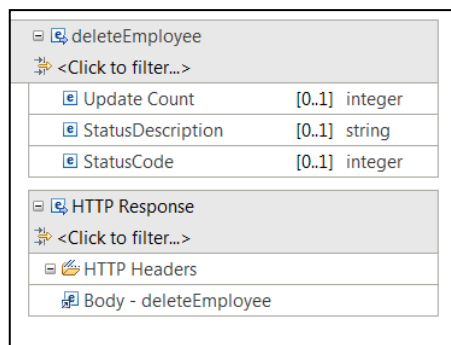 deleteEmployee
<Click to filter...>
Update Count [0..1] integer
StatusDescription [0..1] string
StatusCode [0..1] integer
HTTP Response
<Click to filter...>
HTTP Headers
Body - deleteEmployee